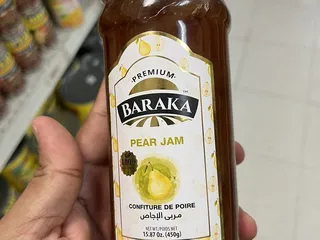 PREMIUM
BARAKA
PEAR JAM
CONFITURE DE POIRE
مربى الإجاص
NET WT./POIDS NET
15.87 Oz. (450g)